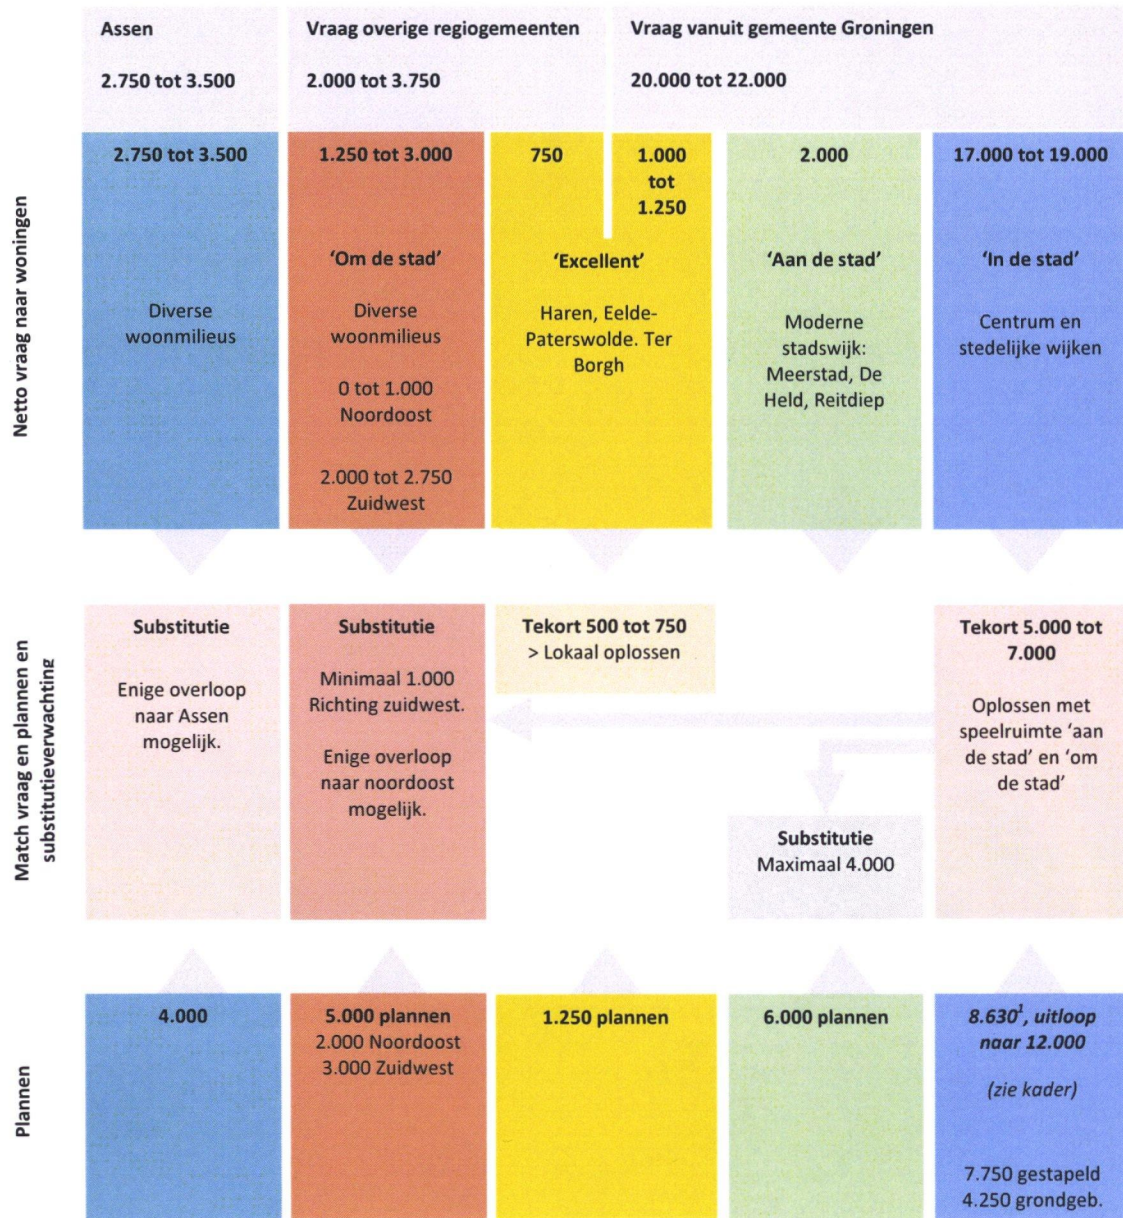 Assen
2.750 tot 3.500
Vraag overige regiogemeenten
2.000 tot 3.750
Vraag vanuit gemeente Groningen
20.000 tot 22.000
Netto vraag naar woningen
2.750 tot 3.500
Diverse
woonmilieus
1.250 tot 3.000
‘Om de stad’
Diverse
woonmilieus
0 tot 1.000
Noordoost
2.000 tot 2.750
Zuidwest
750
1.000
tot
1.250
‘Excellent’
Haren, Eelde-
Paterswolde. Ter
Borgh
2.000
‘Aan de stad’
Moderne
stadswijk:
Meerstad, De
Held, Reitdiep
17.000 tot 19.000
‘In de stad’
Centrum en
stedelijke wijken
Match vraag en plannen en
substitutieverwachting
Substitutie
Enige overloop
naar Assen
mogelijk.
Substitutie
Minimaal 1.000
Richting zuidwest.
Enige overloop
naar noordoost
mogelijk.
Tekort 500 tot 750
> Lokaal oplossen
Substitutie
Maximaal 4.000
Tekort 5.000 tot
7.000
Oplossen met
speelruimte ‘aan
de stad’ en ‘om
de stad’
Plannen
4.000
5.000 plannen
2.000 Noordoost
3.000 Zuidwest
1.250 plannen
6.000 plannen
8.630¹, uitloop
naar 12.000
(zie kader)
7.750 gestapeld
4.250 grondgeb.